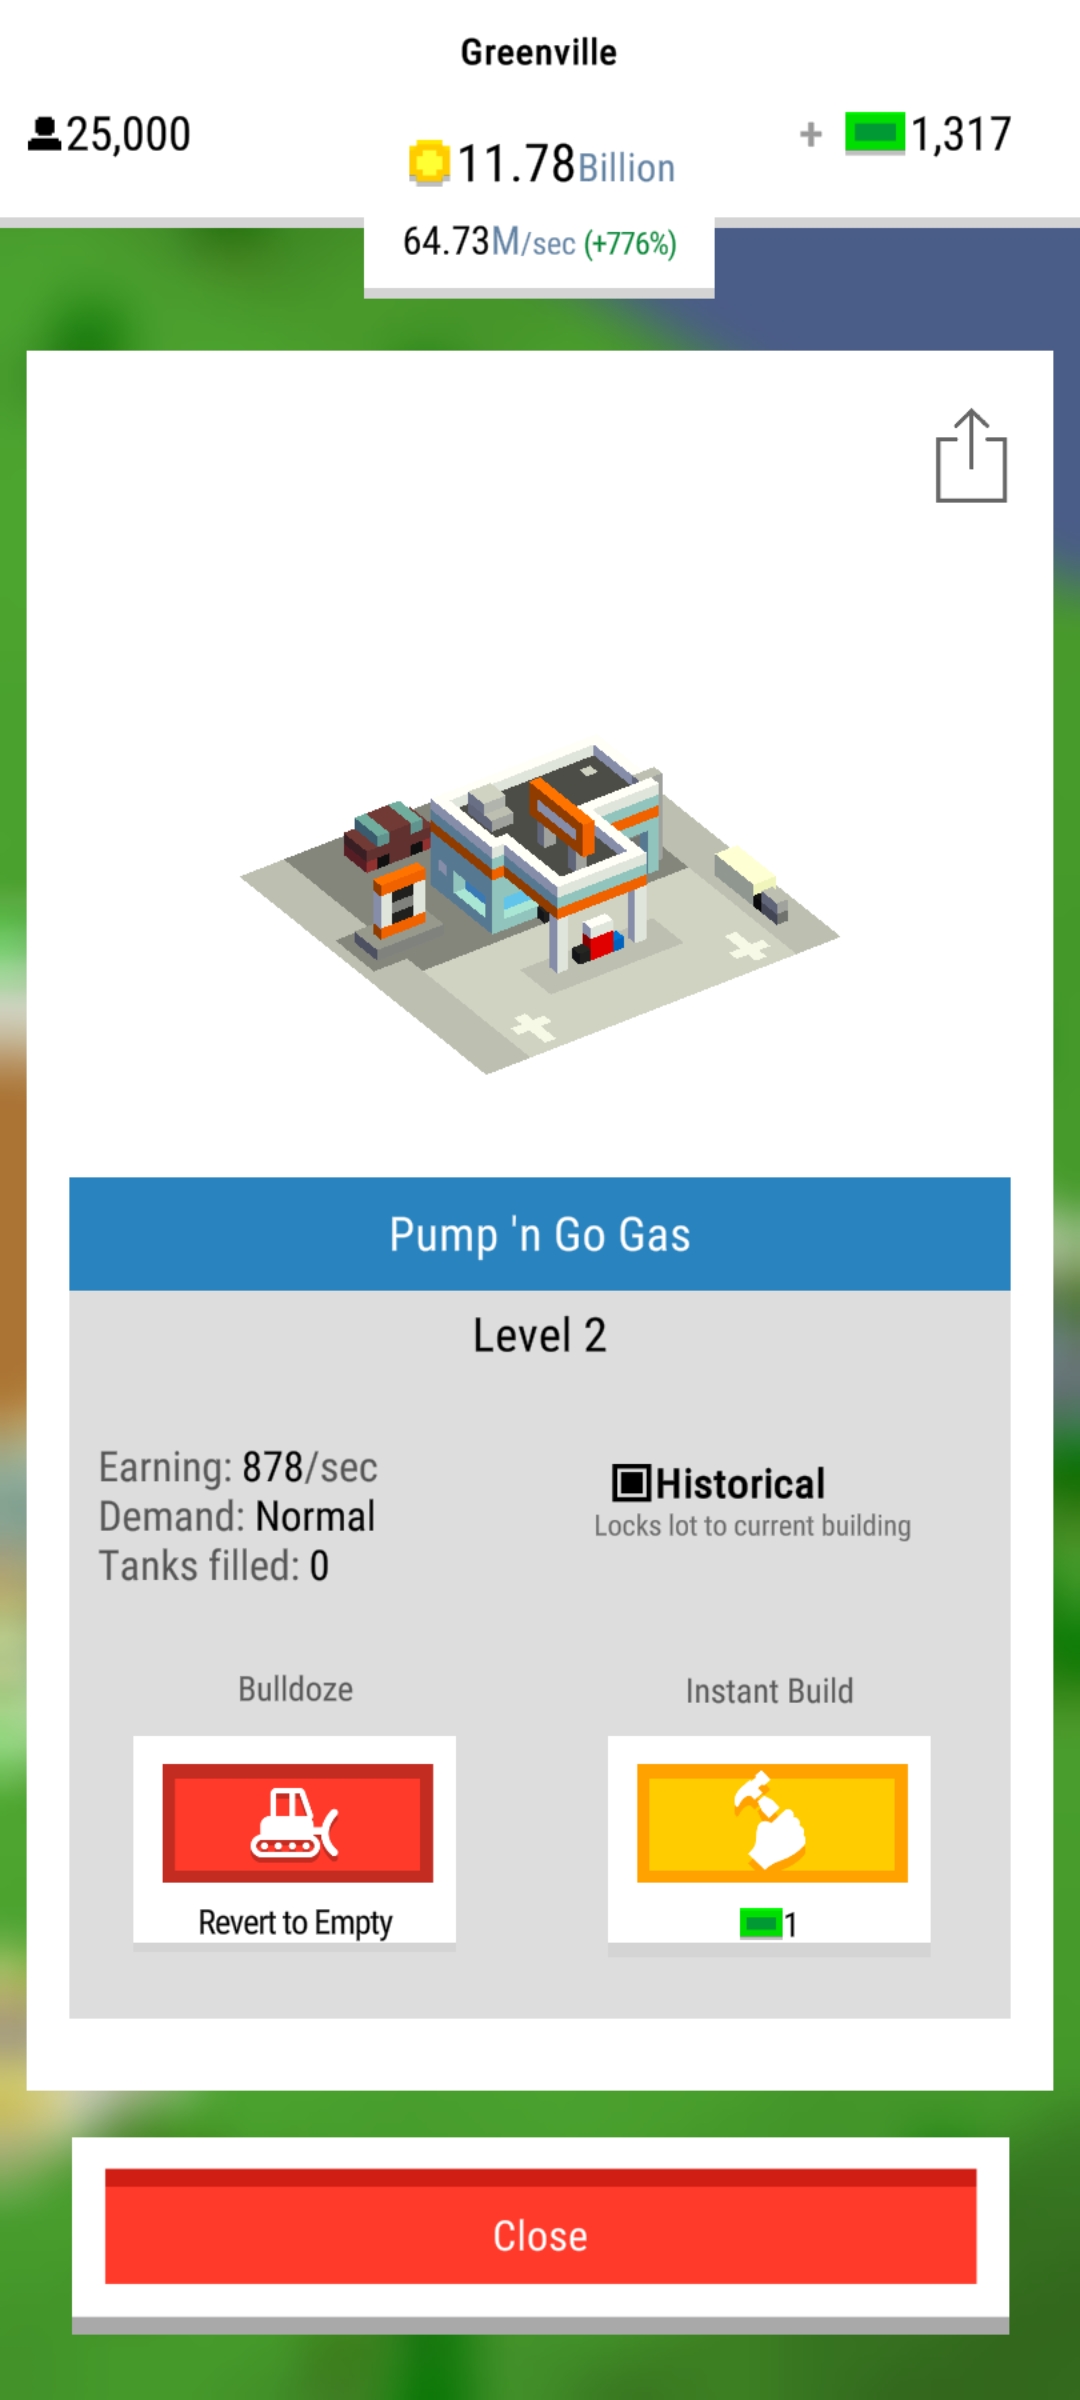 Greenville
25,000
11.78Billion
+ 1,317
64.73M/sec (+776%)
Pump 'n Go Gas
Level 2
Earning: 878/sec
Demand: Normal
Tanks filled: 0
Historical
Locks lot to current building
Bulldoze
Revert to Empty
Instant Build
1
Close